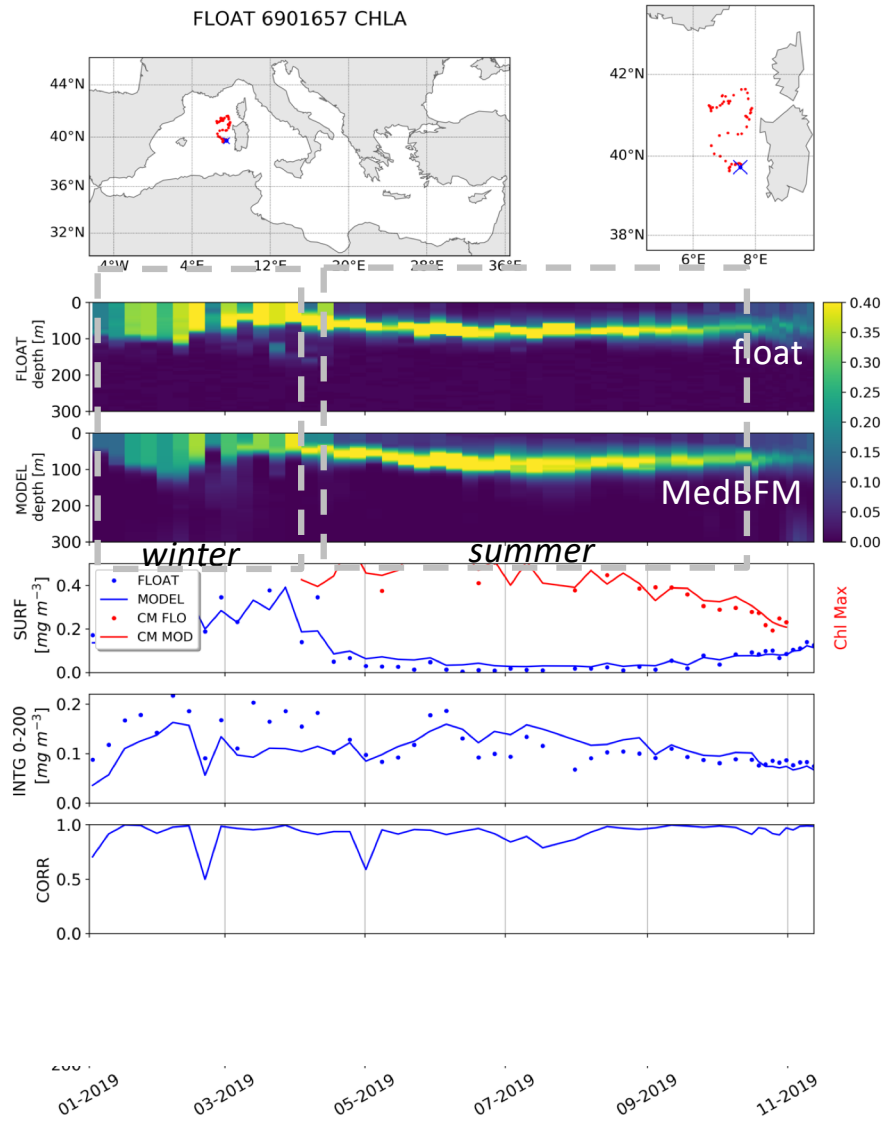 FLOAT 6901657 CHLA
44°N
40°N
36°N
32°N
4°W 4°E 12°E 20°E 28°E 36°E
42°N
40°N
38°N
6°E 8°E
FLOAT
depth [m]
0
100
200
300
float
MODEL
depth [m]
0
100
200
300
MedBFM
0.40
0.35
0.30
0.25
0.20
0.15
0.10
0.05
0.00
winter summer
SURF
[mg m⁻³]
0.4
0.2
0.0
FLOAT
MODEL
CM FLO
CM MOD
Chl Max
INTG 0-200
[mg m⁻³]
0.2
0.1
0.0
CORR
1.0
0.5
0.0
01-2019 03-2019 05-2019 07-2019 09-2019 11-2019